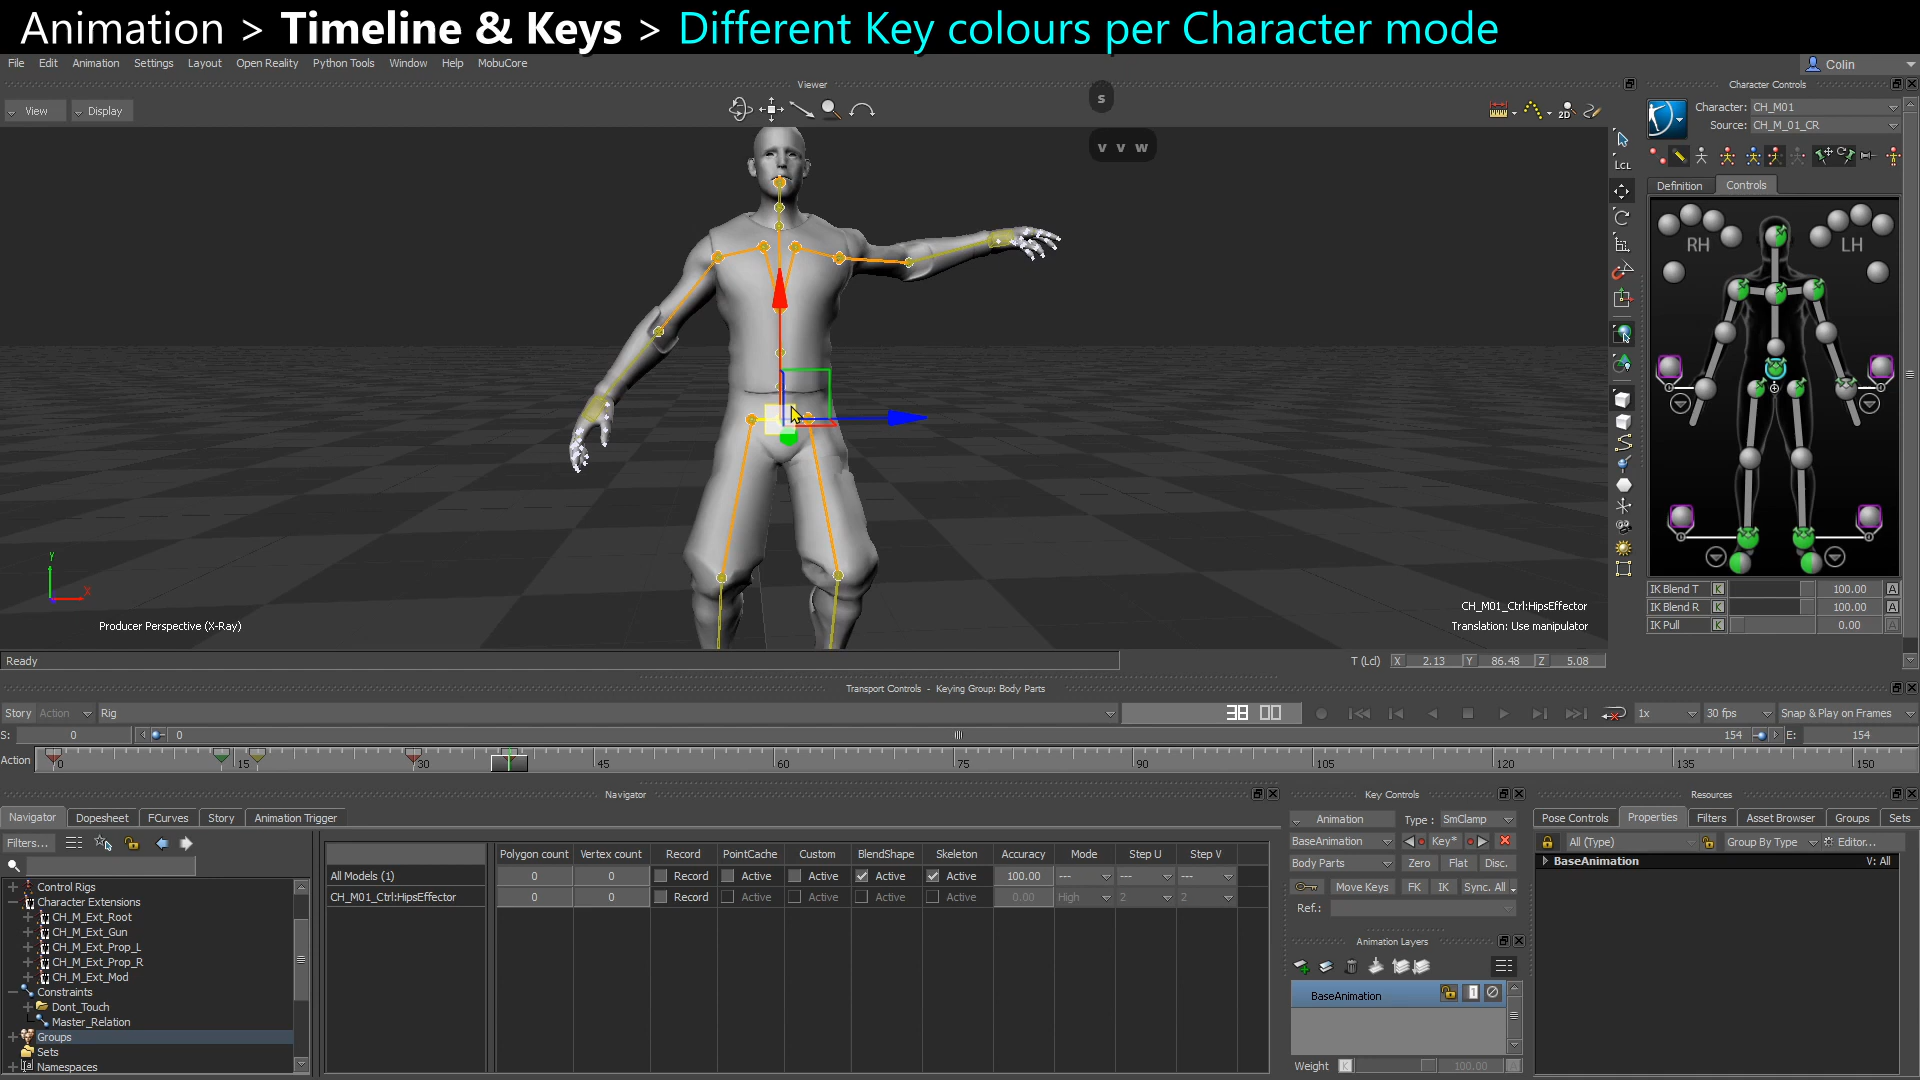 Animation > Timeline & Keys > Different Key colours per Character mode
File Edit Animation Settings Layout Open Reality Python Tools Window Help MobuCore
Colin
Viewer
Character Controls
View Display
s
v v w
2D
Character: CH_M01
Source: CH_M_01_CR
LCL
Definition Controls
RH LH
Y
X
Producer Perspective (X-Ray)
CH_M01_Ctrl:HipsEffector
Translation: Use manipulator
IK Blend T K 100.00 A
IK Blend R K 100.00 A
IK Pull K 0.00 A
Ready
T (Lcl) X 2.13 Y 86.48 Z 5.08
Transport Controls - Keying Group: Body Parts
Story Action Rig 38 00 1x 30 fps Snap & Play on Frames
S: 0 0 154 E: 154
Action 0 15 30 45 60 75 90 105 120 135 150
Navigator
Key Controls
Resources
Navigator Dopesheet FCurves Story Animation Trigger
Filters...
Control Rigs
Character Extensions
CH_M_Ext_Root
CH_M_Ext_Gun
CH_M_Ext_Prop_L
CH_M_Ext_Prop_R
CH_M_Ext_Mod
Constraints
Dont_Touch
Master_Relation
Groups
Sets
Namespaces
Polygon count Vertex count Record PointCache Custom BlendShape Skeleton Accuracy Mode Step U Step V
All Models (1) 0 0 Record Active Active Active Active 100.00 --- --- ---
CH_M01_Ctrl:HipsEffector 0 0 Record Active Active Active Active 0.00 High 2 2
Animation Type : SmClamp
BaseAnimation Key*
Body Parts Zero Flat Disc.
Move Keys FK IK Sync. All
Ref.:
Animation Layers
BaseAnimation 1
Weight K 100.00 A
Pose Controls Properties Filters Asset Browser Groups Sets
All (Type) Group By Type Editor...
BaseAnimation V: All